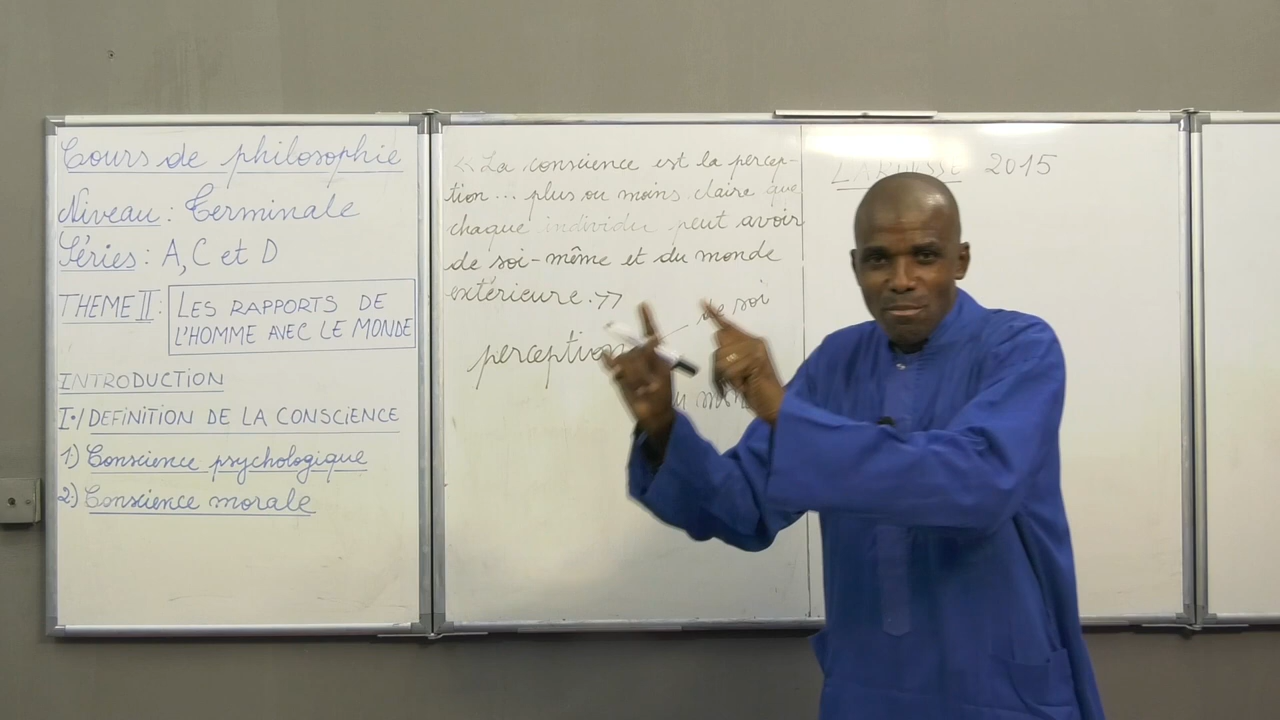 Cours de philosophie
Niveau : Terminale
Séries : A, C et D
THEME II : LES RAPPORTS DE
L'HOMME AVEC LE MONDE
INTRODUCTION
I°/ DEFINITION DE LA CONSCIENCE
1) Conscience psychologique
2) Conscience morale
<< La conscience est la percep-
tion... plus ou moins claire que
chaque individu peut avoir
de soi-même et du monde
extérieure. >>
perception
de soi
LAROUSSE 2015